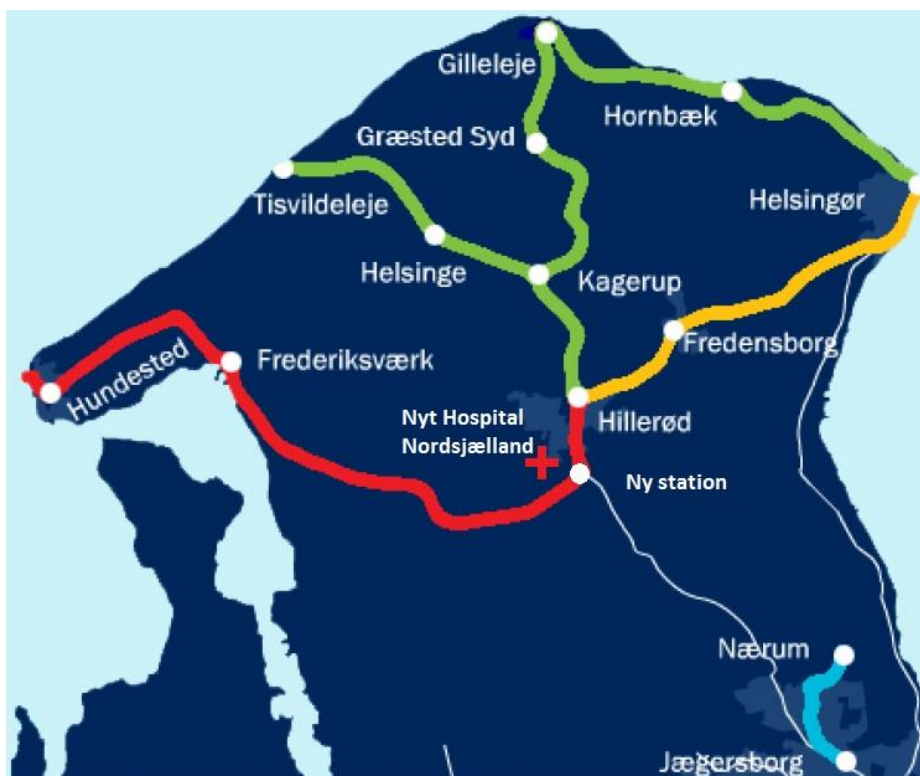 Gilleleje
Hornbæk
Græsted Syd
Helsingør
Tisvildeleje
Helsinge
Kagerup
Fredensborg
Hundested
Frederiksværk
Nyt Hospital
Nordsjælland
Hillerød
Ny station
Nærum
Jægersborg